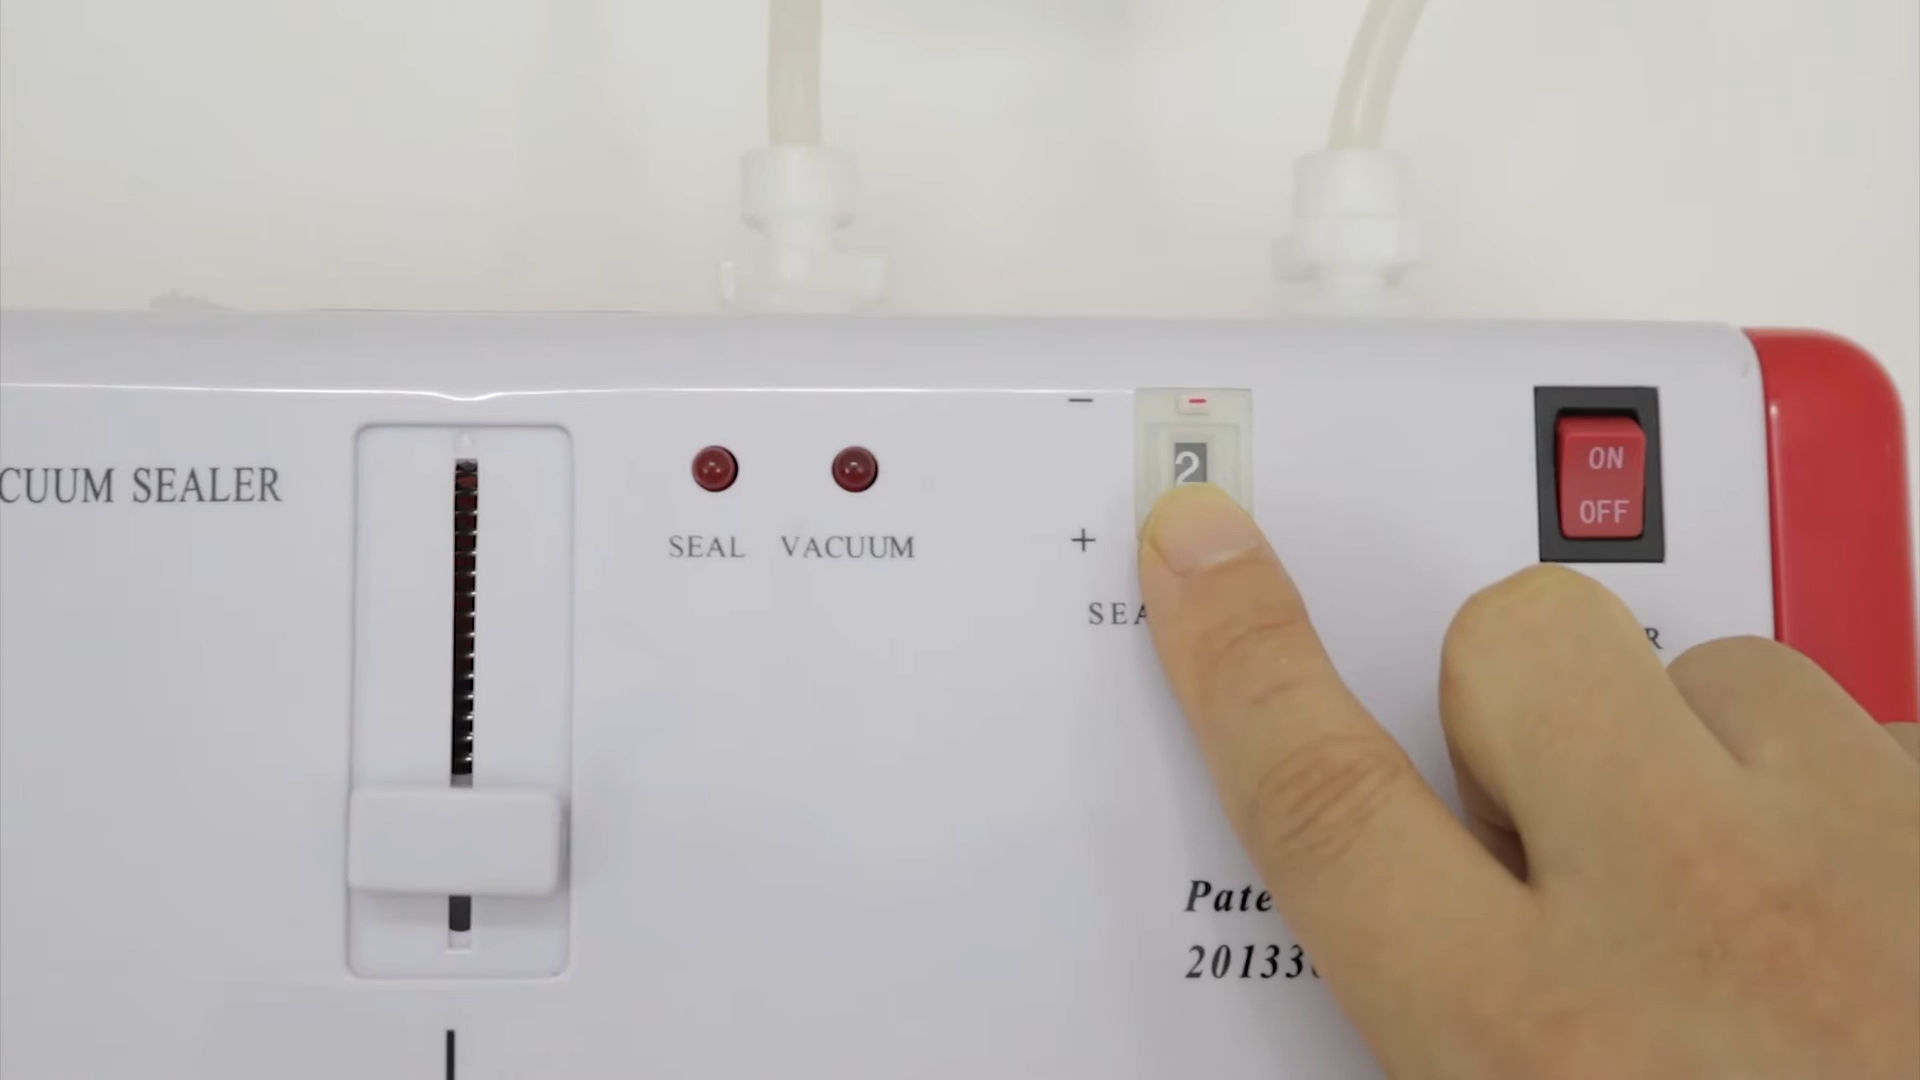 CUUM SEALER
SEAL
VACUUM
−
−
2
+
SEA
ON
OFF
R
Pate
20133